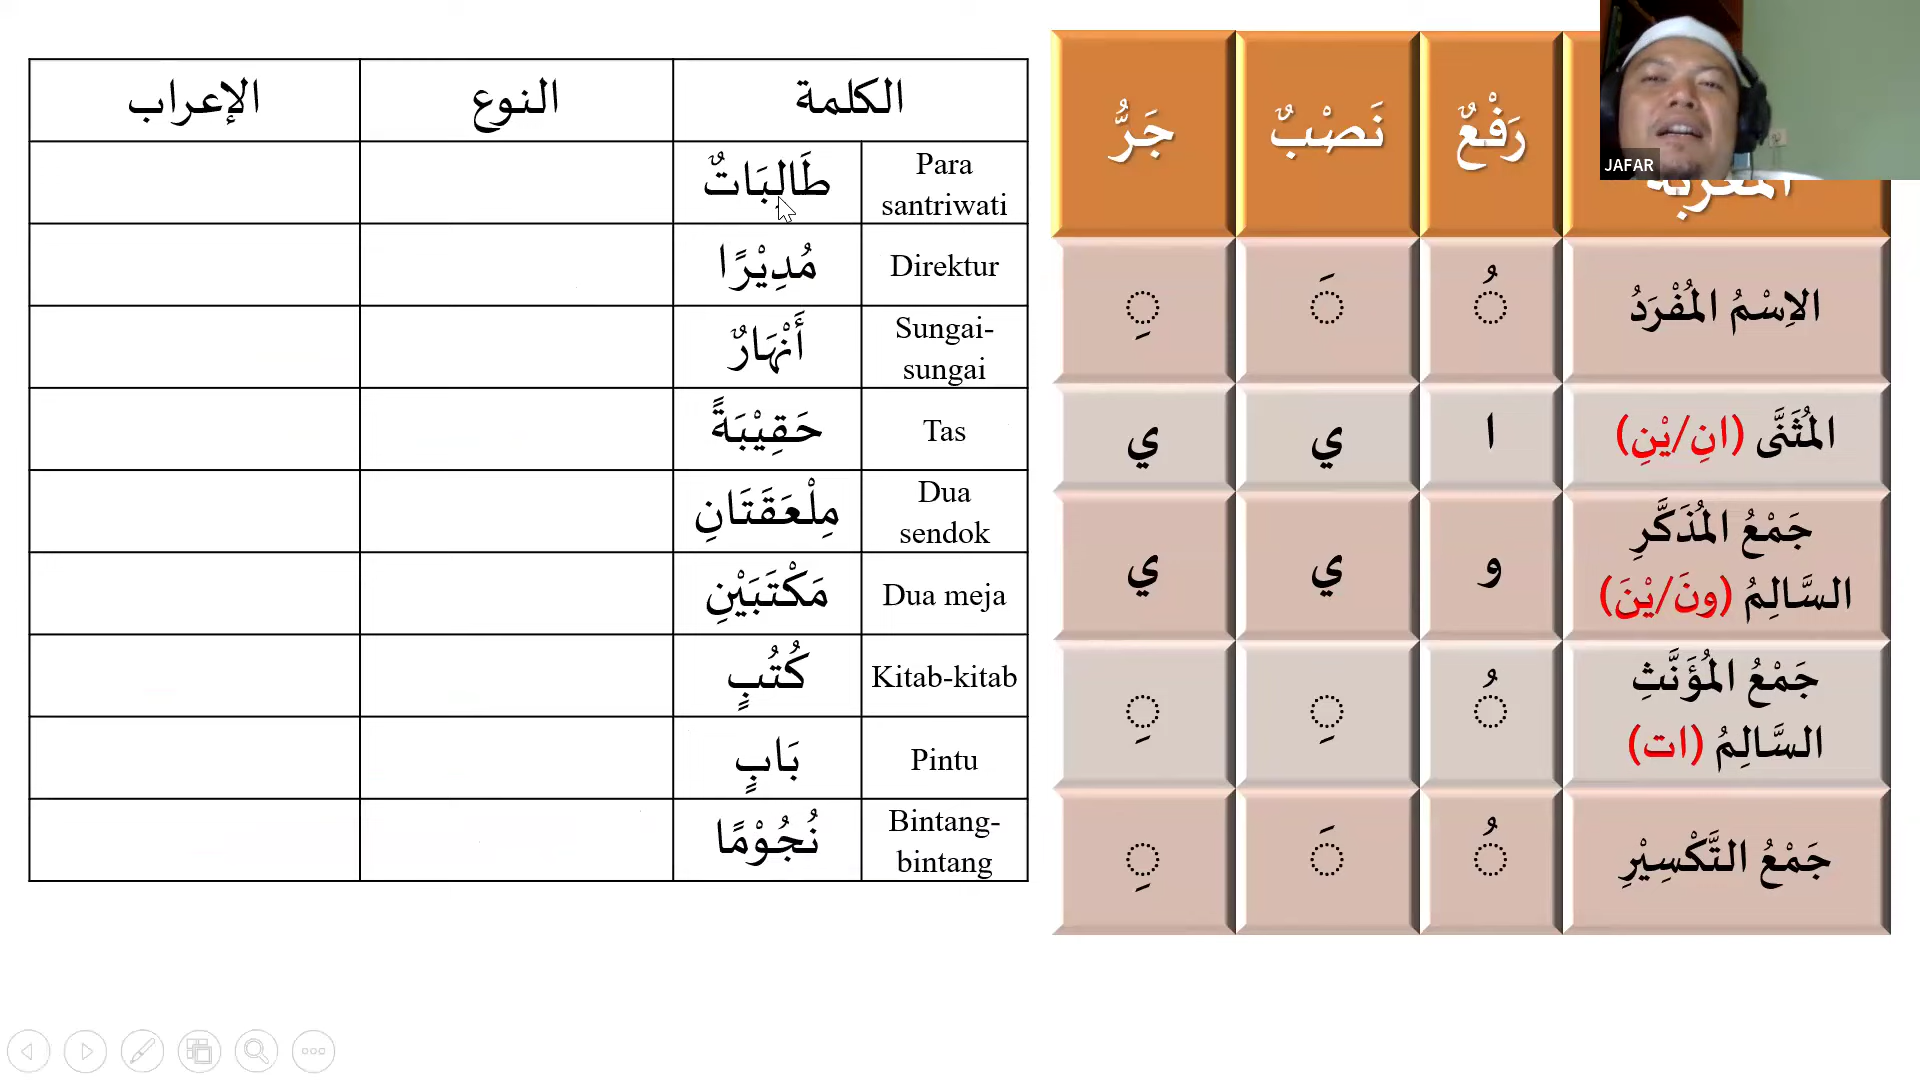 الكلمة	النوع	الإعراب
Para santriwati	طَالِبَاتٌ
Direktur	مُدِيْرًا
Sungai-sungai	أَنْهَارٌ
Tas	حَقِيْبَةً
Dua sendok	مِلْعَقَتَانِ
Dua meja	مَكْتَبَيْنِ
Kitab-kitab	كُتُبٍ
Pintu	بَابٍ
Bintang-bintang	نُجُوْمًا
رَفْعٌ	نَصْبٌ	جَرٌّ
الاِسْمُ المُفْرَدُ	ُ	َ	ِ
المُثَنَّى (انِ/يْنِ)	ا	ي	ي
جَمْعُ المُذَكَّرِ
السَّالِمُ (ونَ/يْنَ)	و	ي	ي
جَمْعُ المُؤَنَّثِ
السَّالِمُ (ات)	ُ	ِ	ِ
جَمْعُ التَّكْسِيْرِ	ُ	َ	ِ
JAFAR